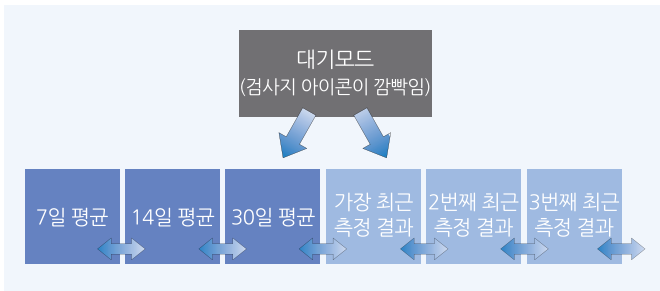 대기모드
(검사지 아이콘이 깜빡임)
7일 평균
14일 평균
30일 평균
가장 최근
측정 결과
2번째 최근
측정 결과
3번째 최근
측정 결과